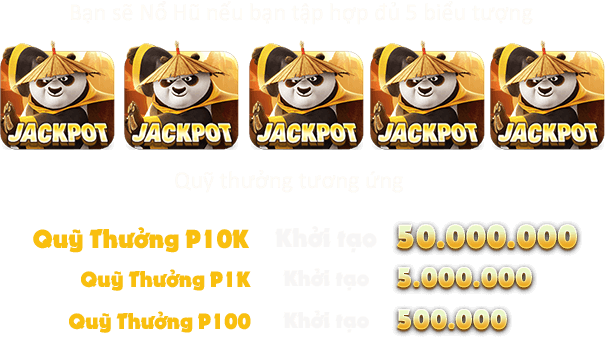 Bạn sẽ Nổ Hũ nếu bạn tập hợp đủ 5 biểu tượng
JACKPOT JACKPOT JACKPOT JACKPOT JACKPOT
Quỹ thưởng tương ứng
Quỹ Thưởng P10K Khởi tạo 50.000.000
Quỹ Thưởng P1K Khởi tạo 5.000.000
Quỹ Thưởng P100 Khởi tạo 500.000